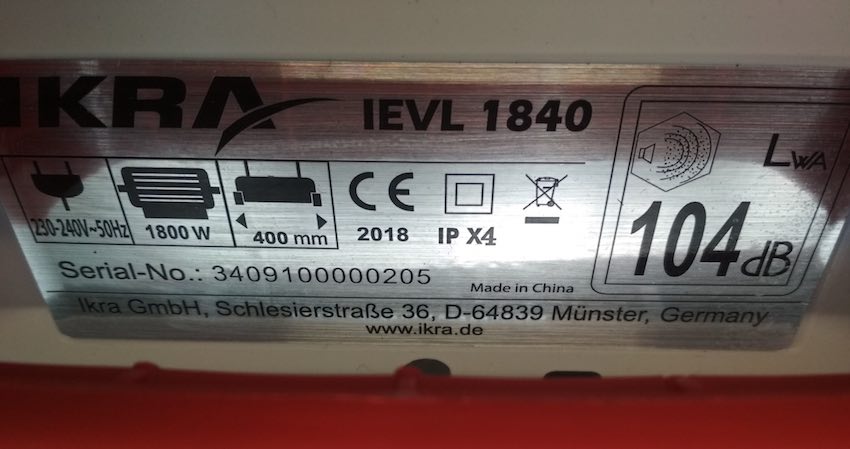 IKRA IEVL 1840
LWA
104 dB
230-240V~50Hz
1800 W
400 mm
CE
2018
IP X4
Serial-No.: 3409100000205
Made in China
Ikra GmbH, Schlesierstraße 36, D-64839 Münster, Germany
www.ikra.de